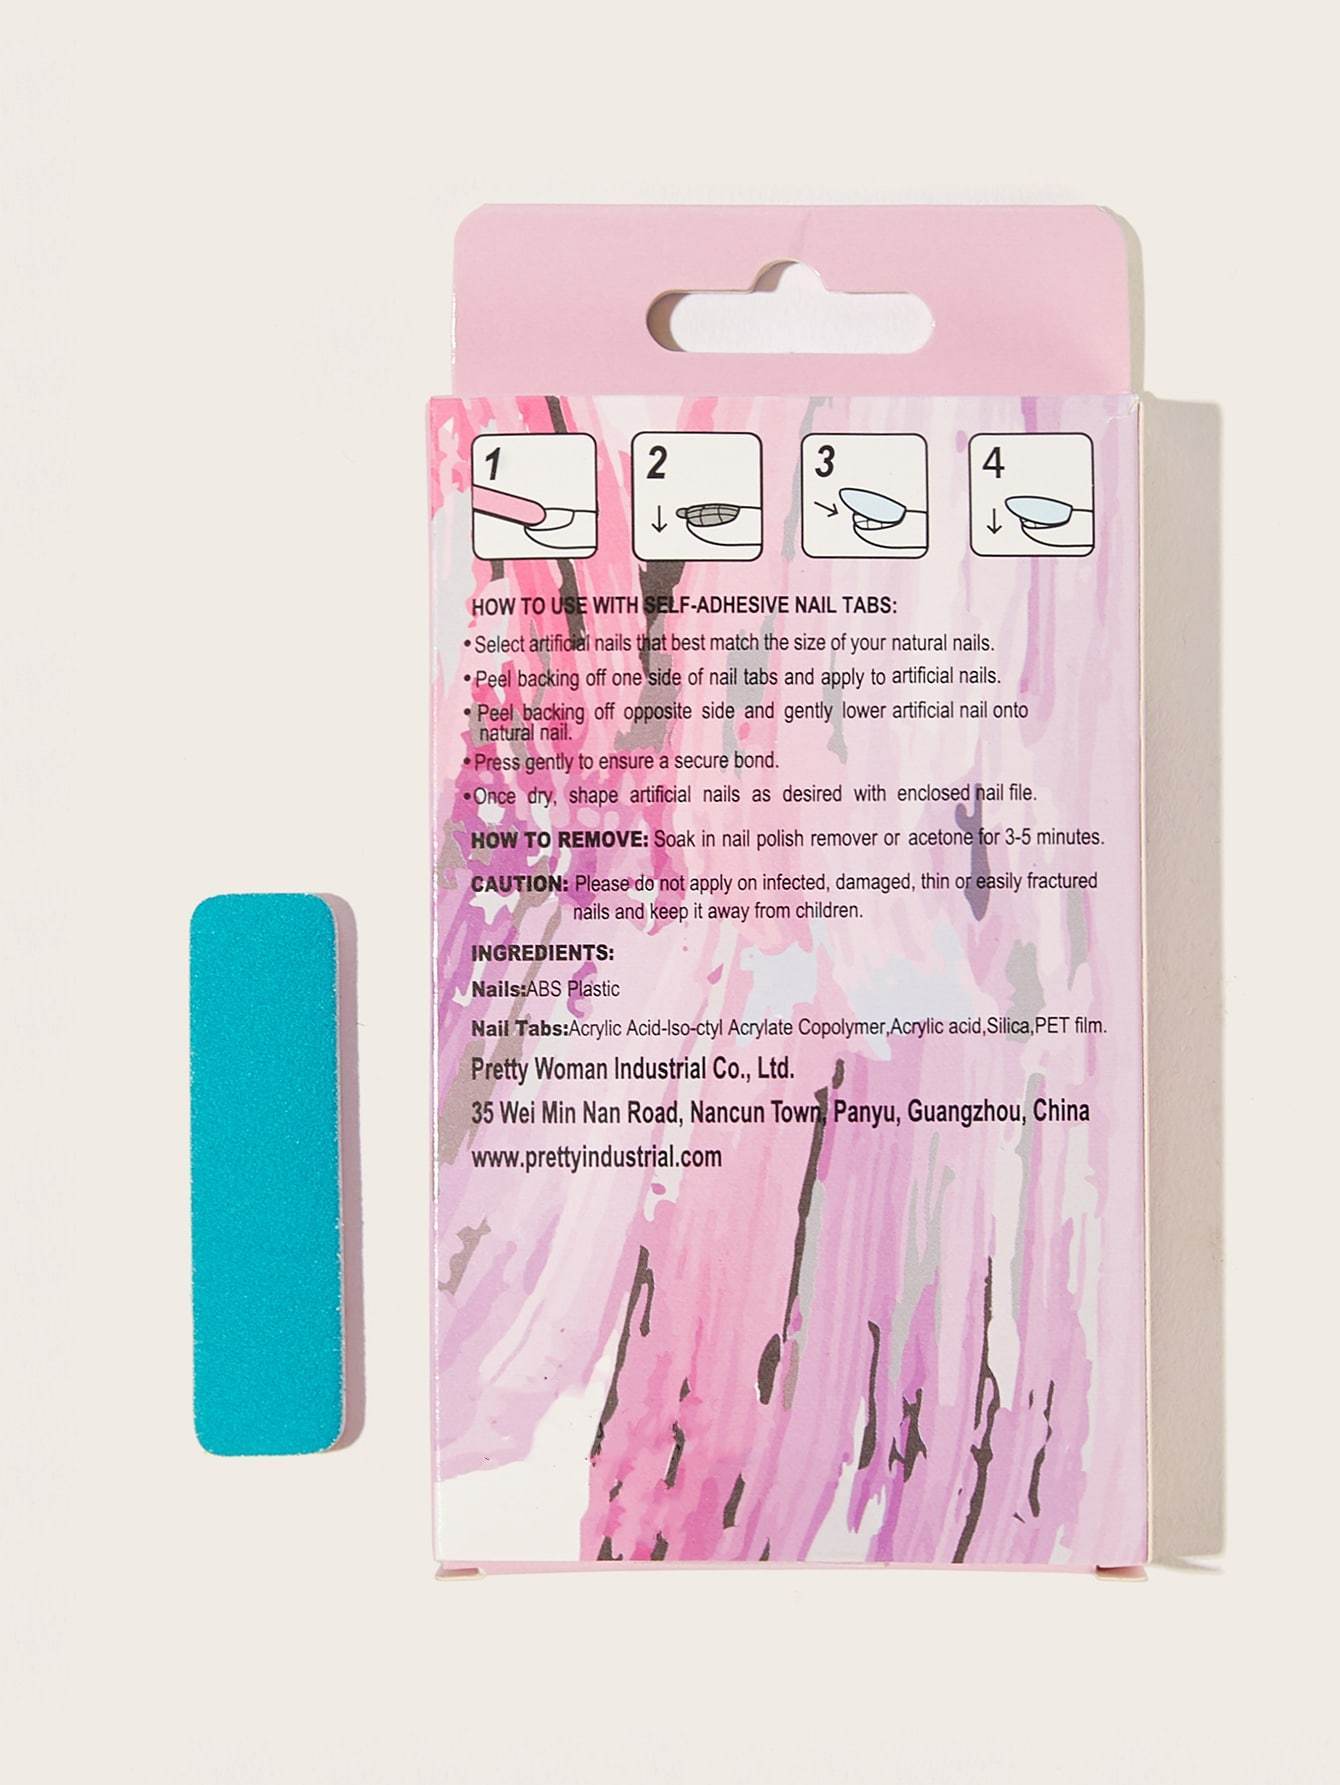 1
2
3
4
HOW TO USE WITH SELF-ADHESIVE NAIL TABS:
• Select artificial nails that best match the size of your natural nails.
• Peel backing off one side of nail tabs and apply to artificial nails.
• Peel backing off opposite side and gently lower artificial nail onto
natural nail.
• Press gently to ensure a secure bond.
• Once dry, shape artificial nails as desired with enclosed nail file.
HOW TO REMOVE: Soak in nail polish remover or acetone for 3-5 minutes.
CAUTION: Please do not apply on infected, damaged, thin or easily fractured
nails and keep it away from children.
INGREDIENTS:
Nails:ABS Plastic
Nail Tabs:Acrylic Acid-Iso-ctyl Acrylate Copolymer,Acrylic acid,Silica,PET film.
Pretty Woman Industrial Co., Ltd.
35 Wei Min Nan Road, Nancun Town, Panyu, Guangzhou, China
www.prettyindustrial.com